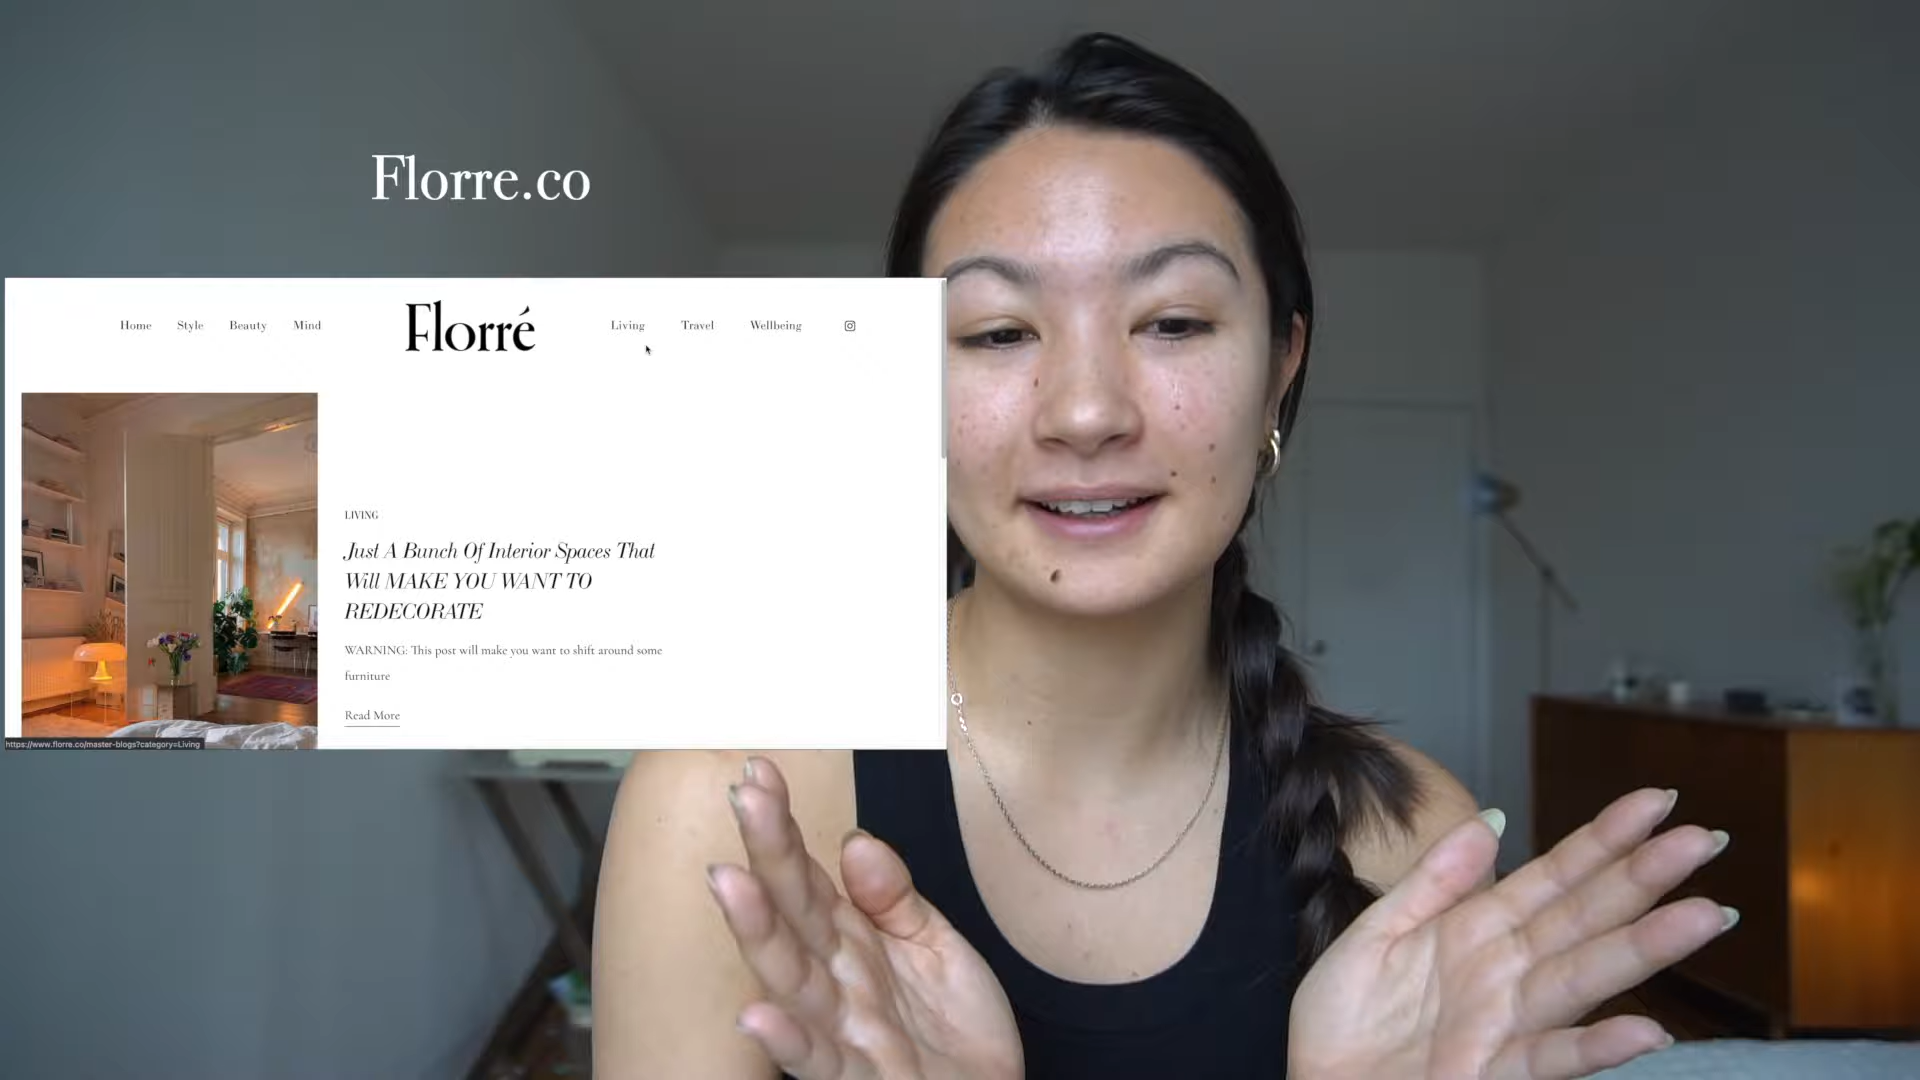 Florre.co
Home Style Beauty Mind Florré Living Travel Wellbeing
LIVING
Just A Bunch Of Interior Spaces That
Will MAKE YOU WANT TO
REDECORATE
WARNING: This post will make you want to shift around some
furniture
Read More
https://www.florre.co/master-blogs?category=Living